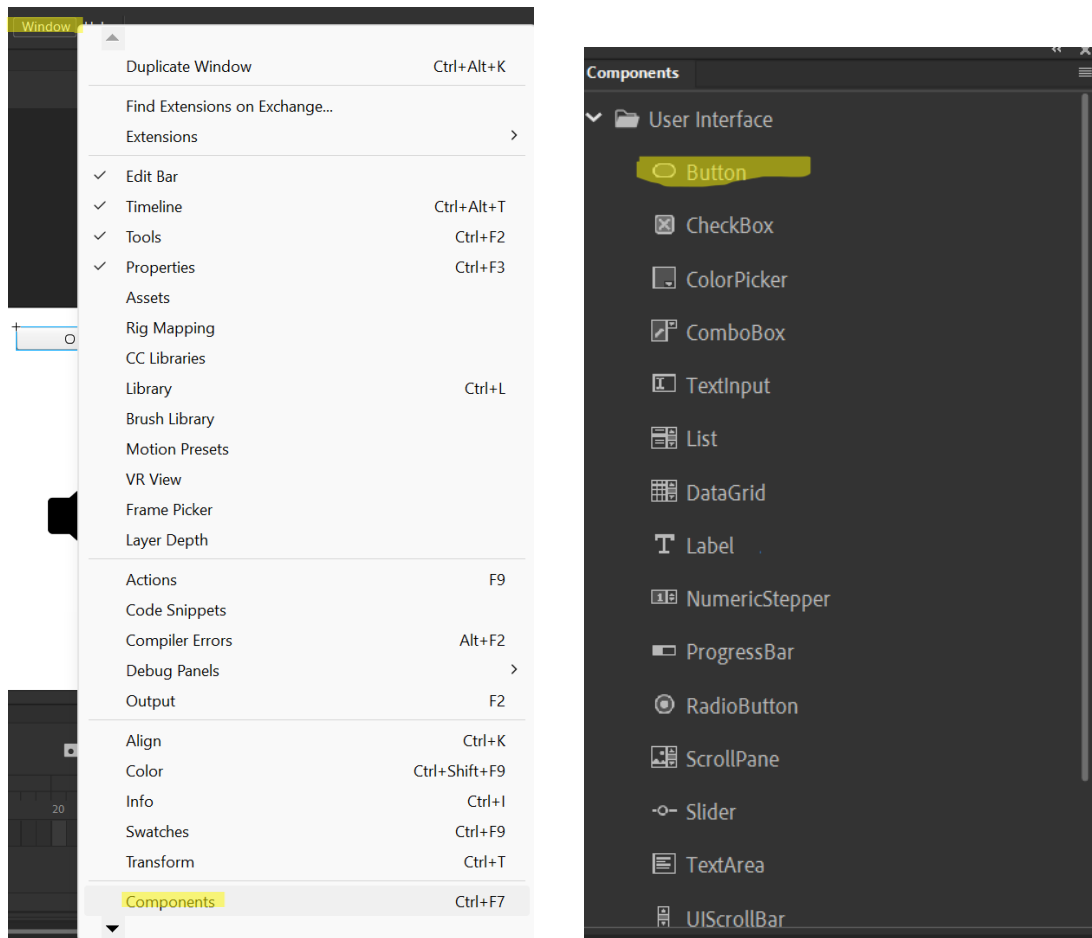 Window
Duplicate Window Ctrl+Alt+K
Find Extensions on Exchange...
Extensions
Edit Bar
Timeline Ctrl+Alt+T
Tools Ctrl+F2
Properties Ctrl+F3
Assets
Rig Mapping
CC Libraries
Library Ctrl+L
Brush Library
Motion Presets
VR View
Frame Picker
Layer Depth
Actions F9
Code Snippets
Compiler Errors Alt+F2
Debug Panels
Output F2
Align Ctrl+K
Color Ctrl+Shift+F9
Info Ctrl+I
Swatches Ctrl+F9
Transform Ctrl+T
Components Ctrl+F7
20
Components
User Interface
Button
CheckBox
ColorPicker
ComboBox
TextInput
List
DataGrid
Label
NumericStepper
ProgressBar
RadioButton
ScrollPane
Slider
TextArea
UIScrollBar